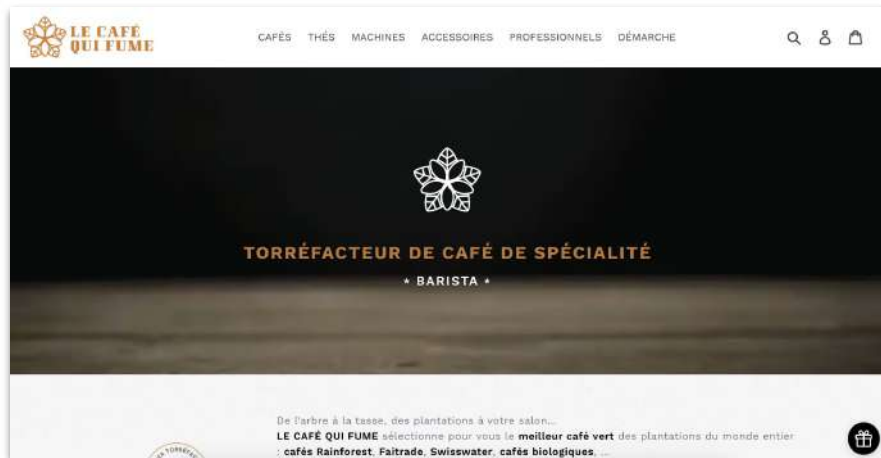 LE CAFÉ
QUI FUME
CAFÉS THÉS MACHINES ACCESSOIRES PROFESSIONNELS DÉMARCHE
TORRÉFACTEUR DE CAFÉ DE SPÉCIALITÉ
* BARISTA *
De l'arbre à la tasse, des plantations à votre salon...
LE CAFÉ QUI FUME sélectionne pour vous le meilleur café vert des plantations du monde entier
: cafés Rainforest, Faitrade, Swisswater, cafés biologiques, ...